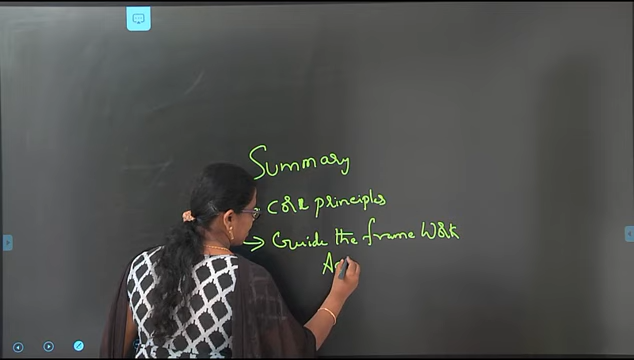 Summary
core principles
→ Guide the frame work